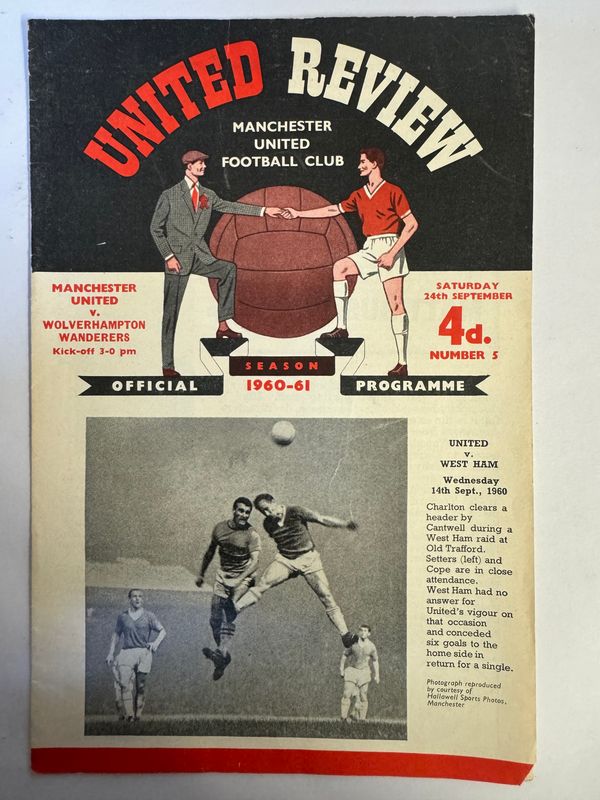 UNITED REVIEW
MANCHESTER
UNITED
FOOTBALL CLUB
MANCHESTER
UNITED
v.
WOLVERHAMPTON
WANDERERS
Kick-off 3-0 pm
SATURDAY
24th SEPTEMBER
4d.
NUMBER 5
SEASON
OFFICIAL 1960-61 PROGRAMME
UNITED
v.
WEST HAM
Wednesday
14th Sept., 1960
Charlton clears a
header by
Cantwell during a
West Ham raid at
Old Trafford.
Setters (left) and
Cope are in close
attendance.
West Ham had no
answer for
United's vigour on
that occasion
and conceded
six goals to the
home side in
return for a single.
Photograph reproduced
by courtesy of
Hallawell Sports Photos,
Manchester